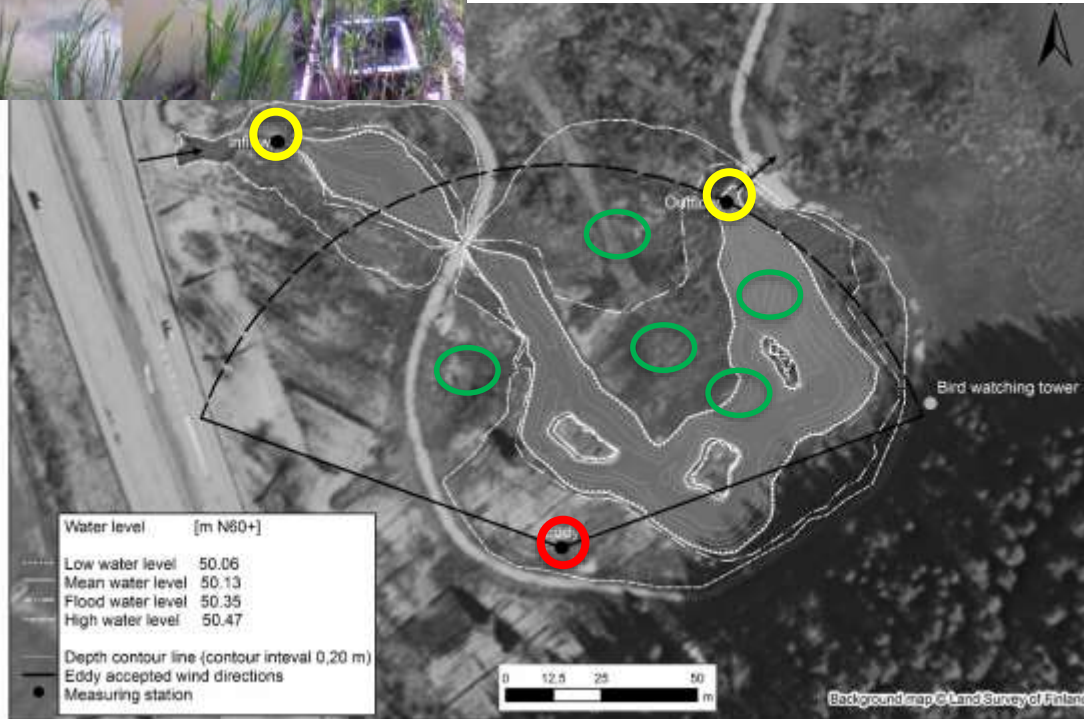 Bird watching tower
Water level [m N60+]
Low water level 50.06
Mean water level 50.13
Flood water level 50.35
High water level 50.47
Depth contour line (contour inteval 0,20 m)
Eddy accepted wind directions
Measuring station
0 12,5 25 50
m
Background map © Land Survey of Finland